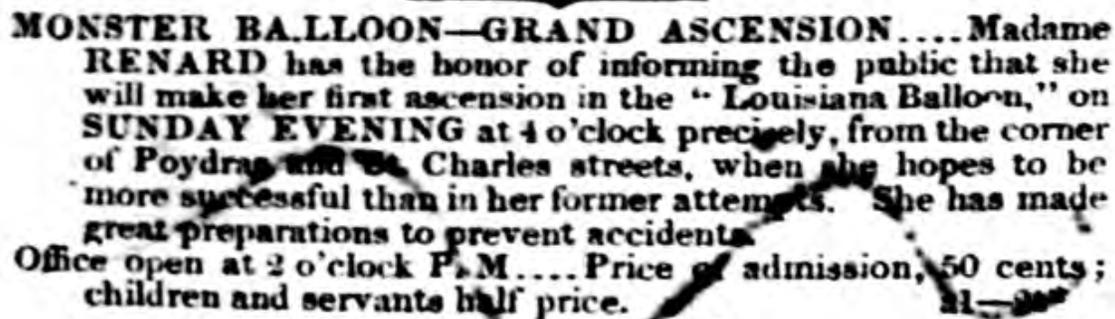 MONSTER BALLOON—GRAND ASCENSION....Madame
RENARD has the honor of informing the public that she
will make her first ascension in the "Louisiana Balloon," on
SUNDAY EVENING at 4 o'clock precisely, from the corner
of Poydras and St. Charles streets, when she hopes to be
more successful than in her former attempts. She has made
great preparations to prevent accidents.
Office open at 2 o'clock P.M....Price of admission, 50 cents;
children and servants half price.